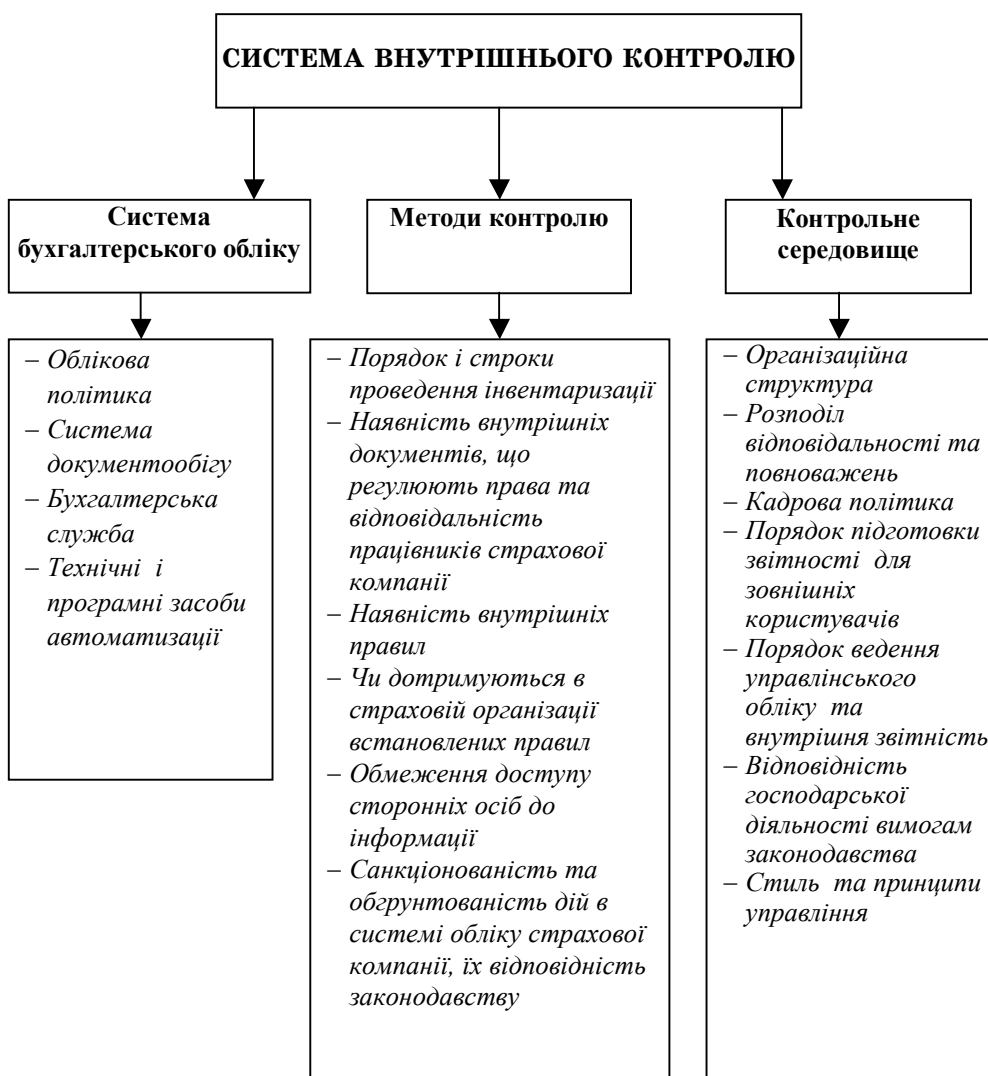 СИСТЕМА ВНУТРІШНЬОГО КОНТРОЛЮ
Система
бухгалтерського обліку
Методи контролю
Контрольне
середовище
– Облікова
політика
– Система
документообігу
– Бухгалтерська
служба
– Технічні і
програмні засоби
автоматизації
– Порядок і строки
проведення інвентаризації
– Наявність внутрішніх
документів, що
регулюють права та
відповідальність
працівників страхової
компанії
– Наявність внутрішніх
правил
– Чи дотримуються в
страховій організації
встановлених правил
– Обмеження доступу
сторонніх осіб до
інформації
– Санкціонованість та
обгрунтованість дій в
системі обліку страхової
компанії, їх відповідність
законодавству
– Організаційна
структура
– Розподіл
відповідальності та
повноважень
– Кадрова політика
– Порядок підготовки
звітності для
зовнішніх
користувачів
– Порядок ведення
управлінського
обліку та
внутрішня звітність
– Відповідність
господарської
діяльності вимогам
законодавства
– Стиль та принципи
управління